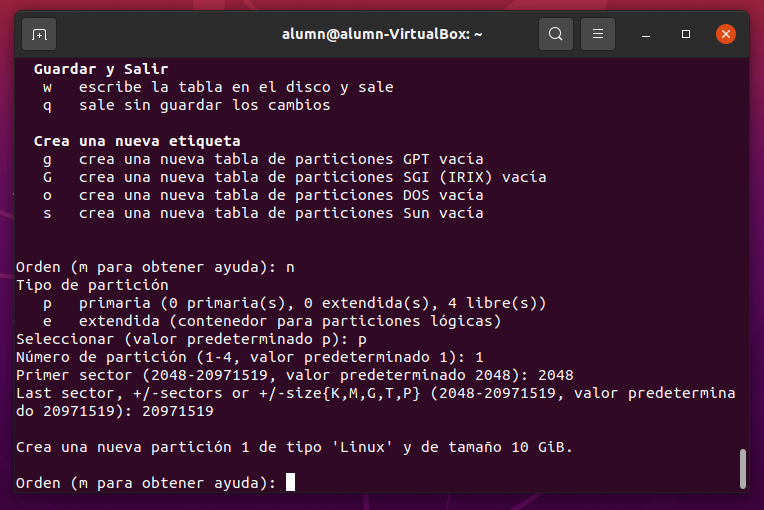 alumn@alumn-VirtualBox: ~
Guardar y Salir
w   escribe la tabla en el disco y sale
q   sale sin guardar los cambios
Crea una nueva etiqueta
g   crea una nueva tabla de particiones GPT vacía
G   crea una nueva tabla de particiones SGI (IRIX) vacía
o   crea una nueva tabla de particiones DOS vacía
s   crea una nueva tabla de particiones Sun vacía
Orden (m para obtener ayuda): n
Tipo de partición
p   primaria (0 primaria(s), 0 extendida(s), 4 libre(s))
e   extendida (contenedor para particiones lógicas)
Seleccionar (valor predeterminado p): p
Número de partición (1-4, valor predeterminado 1): 1
Primer sector (2048-20971519, valor predeterminado 2048): 2048
Last sector, +/-sectors or +/-size{K,M,G,T,P} (2048-20971519, valor predetermina
do 20971519): 20971519
Crea una nueva partición 1 de tipo 'Linux' y de tamaño 10 GiB.
Orden (m para obtener ayuda):